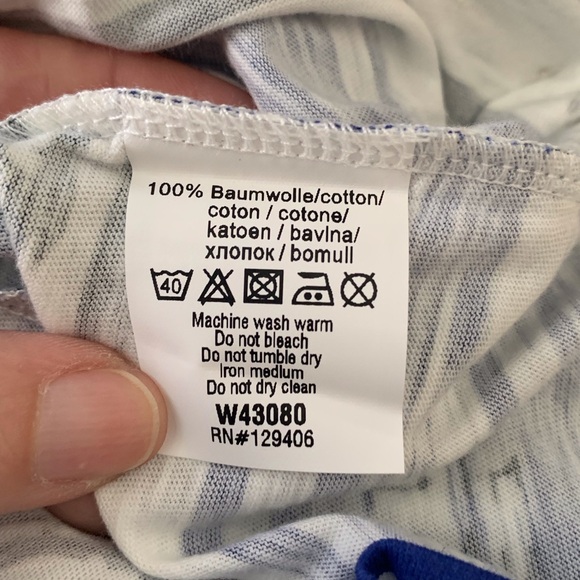 100% Baumwolle/cotton/
coton / cotone/
katoen / bavlna/
хлопок / bomull
40
Machine wash warm
Do not bleach
Do not tumble dry
Iron medium
Do not dry clean
W43080
RN#129406